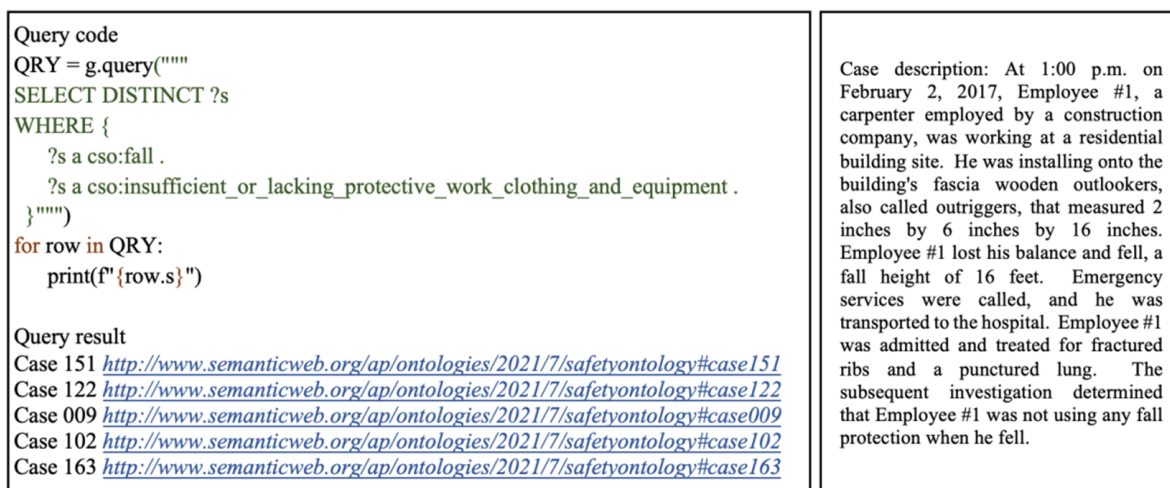 Query code
QRY = g.query("""
SELECT DISTINCT ?s
WHERE {
?s a cso:fall .
?s a cso:insufficient_or_lacking_protective_work_clothing_and_equipment .
}""")
for row in QRY:
print(f"{row.s}")
Query result
Case 151 http://www.semanticweb.org/ap/ontologies/2021/7/safetyontology#case151
Case 122 http://www.semanticweb.org/ap/ontologies/2021/7/safetyontology#case122
Case 009 http://www.semanticweb.org/ap/ontologies/2021/7/safetyontology#case009
Case 102 http://www.semanticweb.org/ap/ontologies/2021/7/safetyontology#case102
Case 163 http://www.semanticweb.org/ap/ontologies/2021/7/safetyontology#case163
Case description: At 1:00 p.m. on
February 2, 2017, Employee #1, a
carpenter employed by a construction
company, was working at a residential
building site. He was installing onto the
building's fascia wooden outlookers,
also called outriggers, that measured 2
inches by 6 inches by 16 inches.
Employee #1 lost his balance and fell, a
fall height of 16 feet. Emergency
services were called, and he was
transported to the hospital. Employee #1
was admitted and treated for fractured
ribs and a punctured lung. The
subsequent investigation determined
that Employee #1 was not using any fall
protection when he fell.